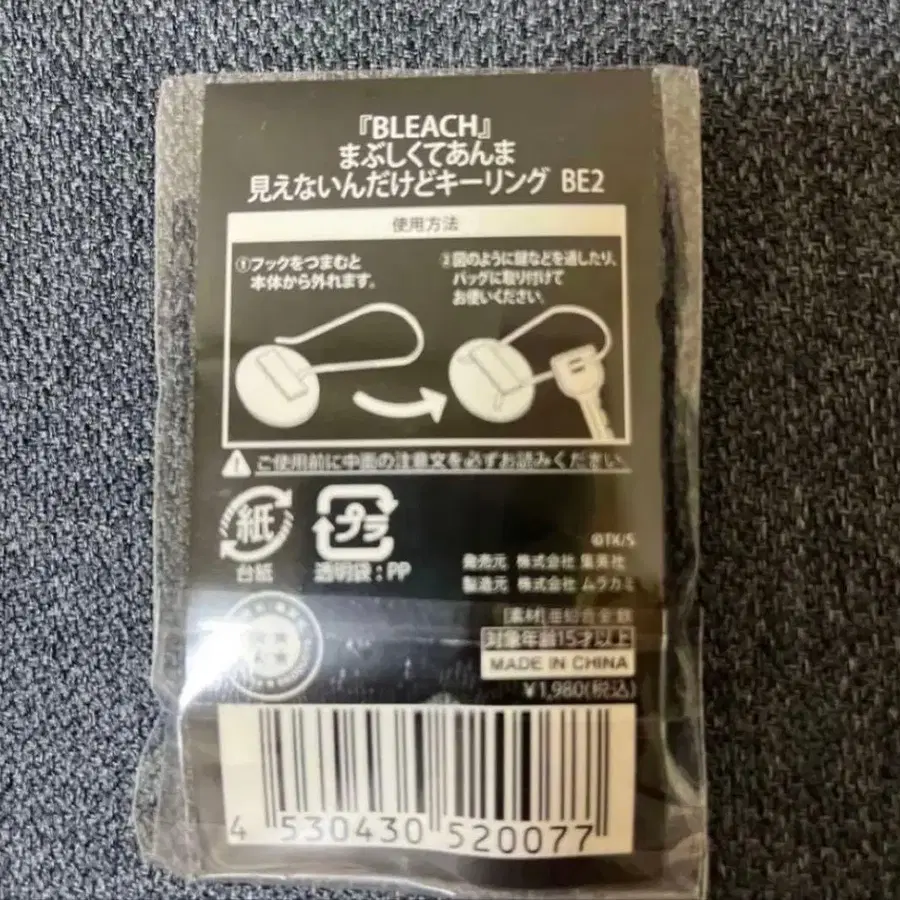 『BLEACH』
まぶしくてあんま
見えないんだけどキーリング BE2
使用方法
①フックをつまむと
本体から外れます。
②図のように鍵などを通したり、
バッグに取り付けて
お使いください。
ご使用前に中面の注意文を必ずお読みください。
紙
プラ
台紙
透明袋:PP
©TK/S
発売元 株式会社 集英社
製造元 株式会社 ムラカミ
[素材]亜鉛合金,鉄
対象年齢15才以上
MADE IN CHINA
¥1,980(税込)
4 530430 520077